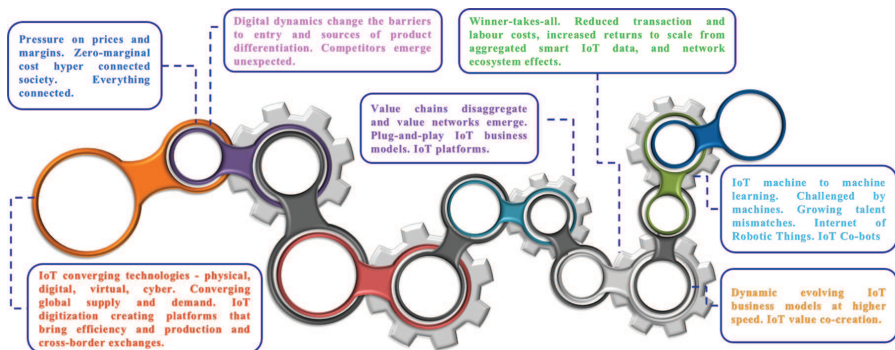 Pressure on prices and
margins. Zero-marginal
cost hyper connected
society. Everything
connected.
Digital dynamics change the barriers
to entry and sources of product
differentiation. Competitors emerge
unexpected.
Winner-takes-all. Reduced transaction and
labour costs, increased returns to scale from
aggregated smart IoT data, and network
ecosystem effects.
Value chains disaggregate
and value networks emerge.
Plug-and-play IoT business
models. IoT platforms.
IoT machine to machine
learning. Challenged by
machines. Growing talent
mismatches. Internet of
Robotic Things. IoT Co-bots
IoT converging technologies - physical,
digital, virtual, cyber. Converging
global supply and demand. IoT
digitization creating platforms that
bring efficiency and production and
cross-border exchanges.
Dynamic evolving IoT
business models at higher
speed. IoT value co-creation.